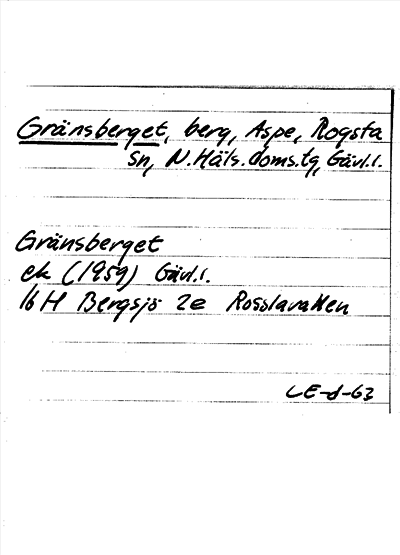 Gränsberget, berg, Aspe, Rogsta
sn, N.Häls.doms.tg, Gävl.l.
Gränsberget
ek (1959) Gävl.l.
16 H Bergsjö 2e Rosslavallen
LE-d-63